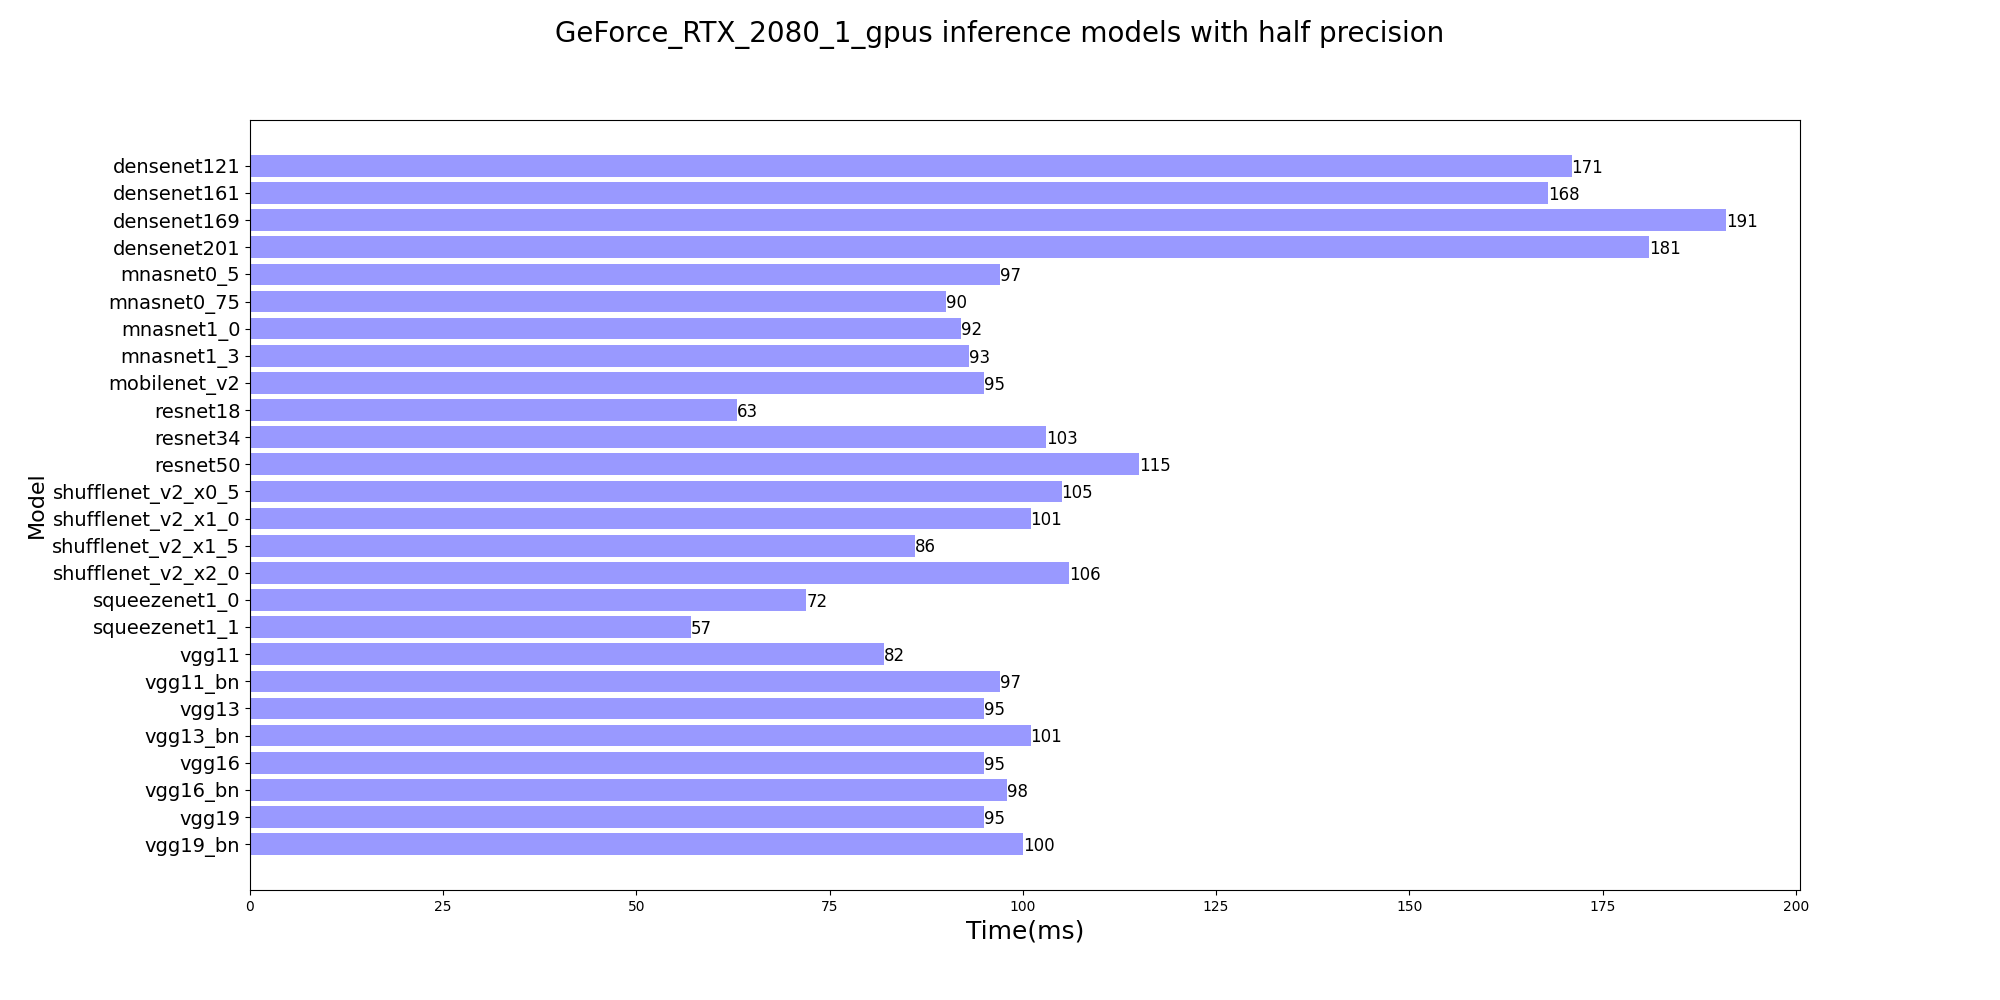 GeForce_RTX_2080_1_gpus inference models with half precision
densenet121 171
densenet161 168
densenet169 191
densenet201 181
mnasnet0_5 97
mnasnet0_75 90
mnasnet1_0 92
mnasnet1_3 93
mobilenet_v2 95
resnet18 63
resnet34 103
resnet50 115
shufflenet_v2_x0_5 105
shufflenet_v2_x1_0 101
shufflenet_v2_x1_5 86
shufflenet_v2_x2_0 106
squeezenet1_0 72
squeezenet1_1 57
vgg11 82
vgg11_bn 97
vgg13 95
vgg13_bn 101
vgg16 95
vgg16_bn 98
vgg19 95
vgg19_bn 100
Model
0 25 50 75 100 125 150 175 200
Time(ms)